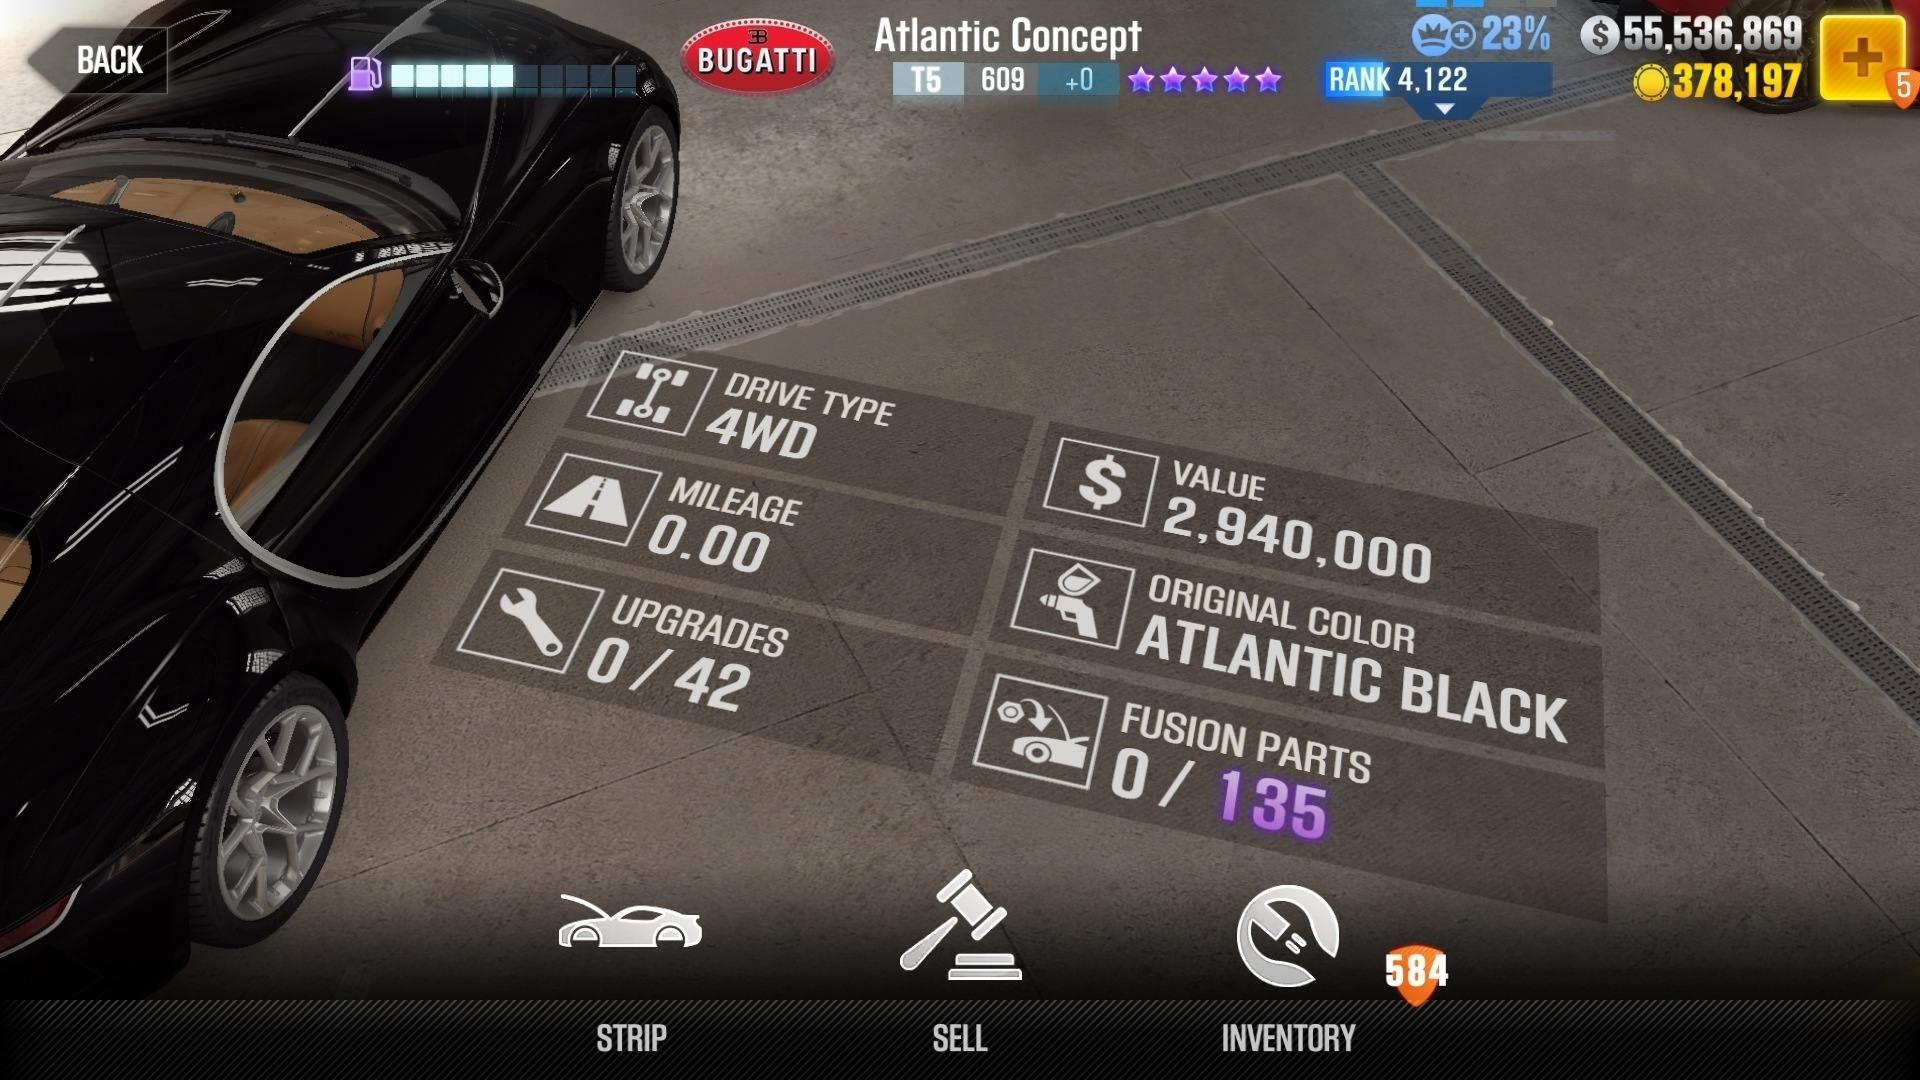 BACK
EB
BUGATTI
Atlantic Concept
T5 609 +0
23%
RANK 4,122
$ 55,536,869
378,197
+
5
DRIVE TYPE
4WD
MILEAGE
0.00
UPGRADES
0 / 42
$ VALUE
2,940,000
ORIGINAL COLOR
ATLANTIC BLACK
FUSION PARTS
0 / 135
584
STRIP
SELL
INVENTORY